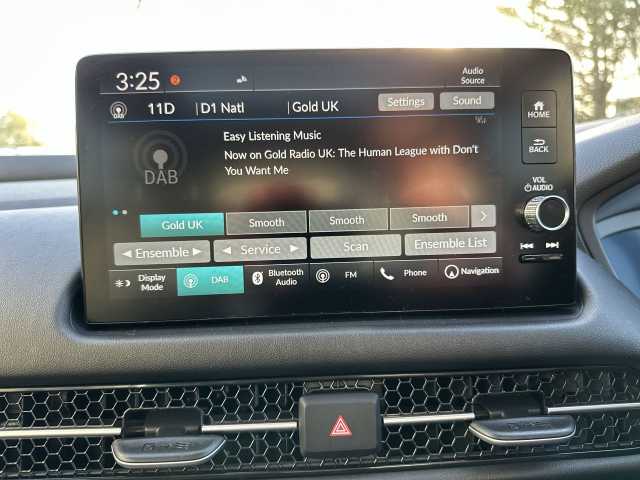 3:25 2 Audio
Source
DAB 11D D1 Natl Gold UK Settings Sound
HOME
Easy Listening Music
Now on Gold Radio UK: The Human League with Don't
You Want Me
DAB
BACK
VOL
AUDIO
Gold UK Smooth Smooth Smooth
Ensemble Service Scan Ensemble List
Display
Mode DAB Bluetooth
Audio FM Phone Navigation